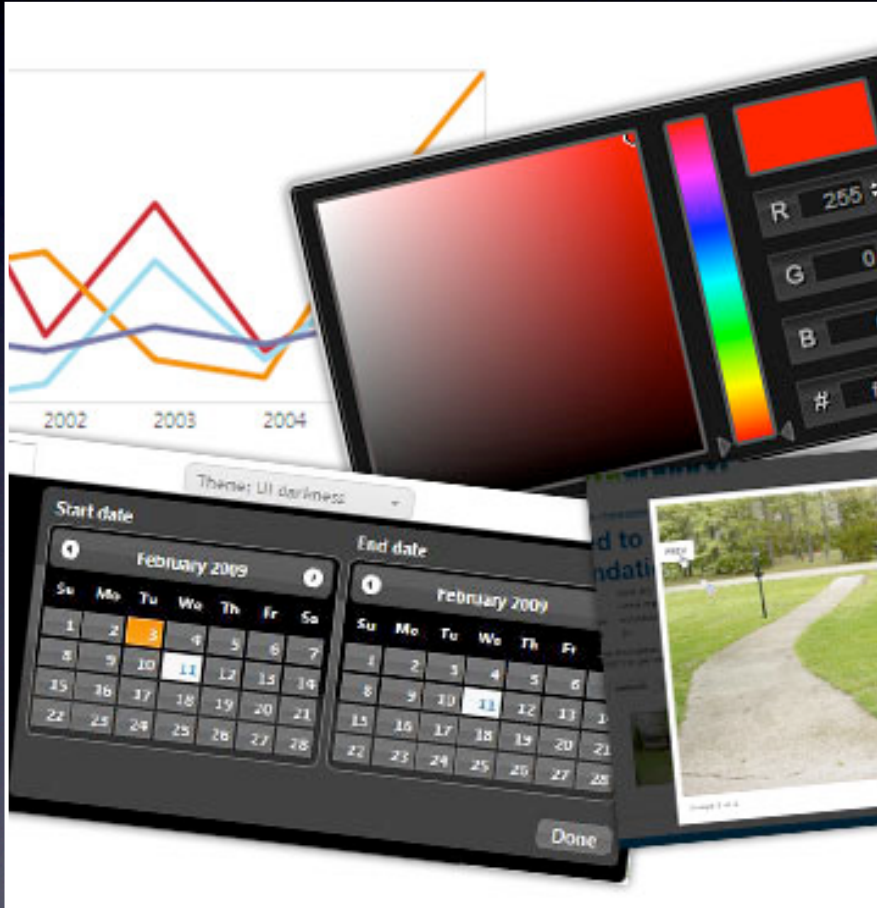 2002 2003 2004
R 255
G 0
B
#
Theme: UI darkness
Start date
February 2009
Su Mo Tu We Th Fr Sa
1 2 3 4 5 6 7
8 9 10 11 12 13 14
15 16 17 18 19 20 21
22 23 24 25 26 27 28
End date
February 2009
Su Mo Tu We Th Fr
1 2 3 4 5 6
8 9 10 11 12 13
15 16 17 18 19 20 21
22 23 24 25 26 27 28
Done
d to
ndati
PREV